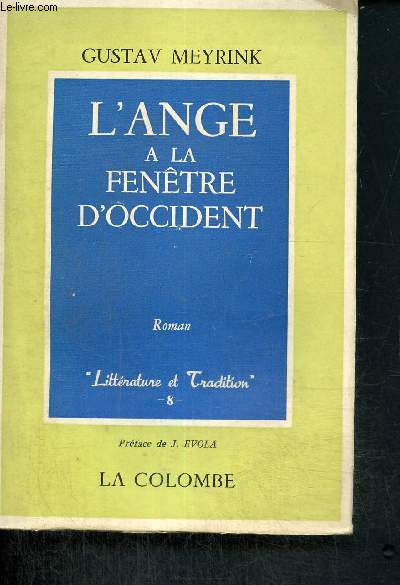 © Le-livre.com
GUSTAV MEYRINK
L'ANGE
A LA
FENÊTRE
D'OCCIDENT
Roman
"Littérature et Tradition"
-8-
Préface de J. EVOLA
LA COLOMBE